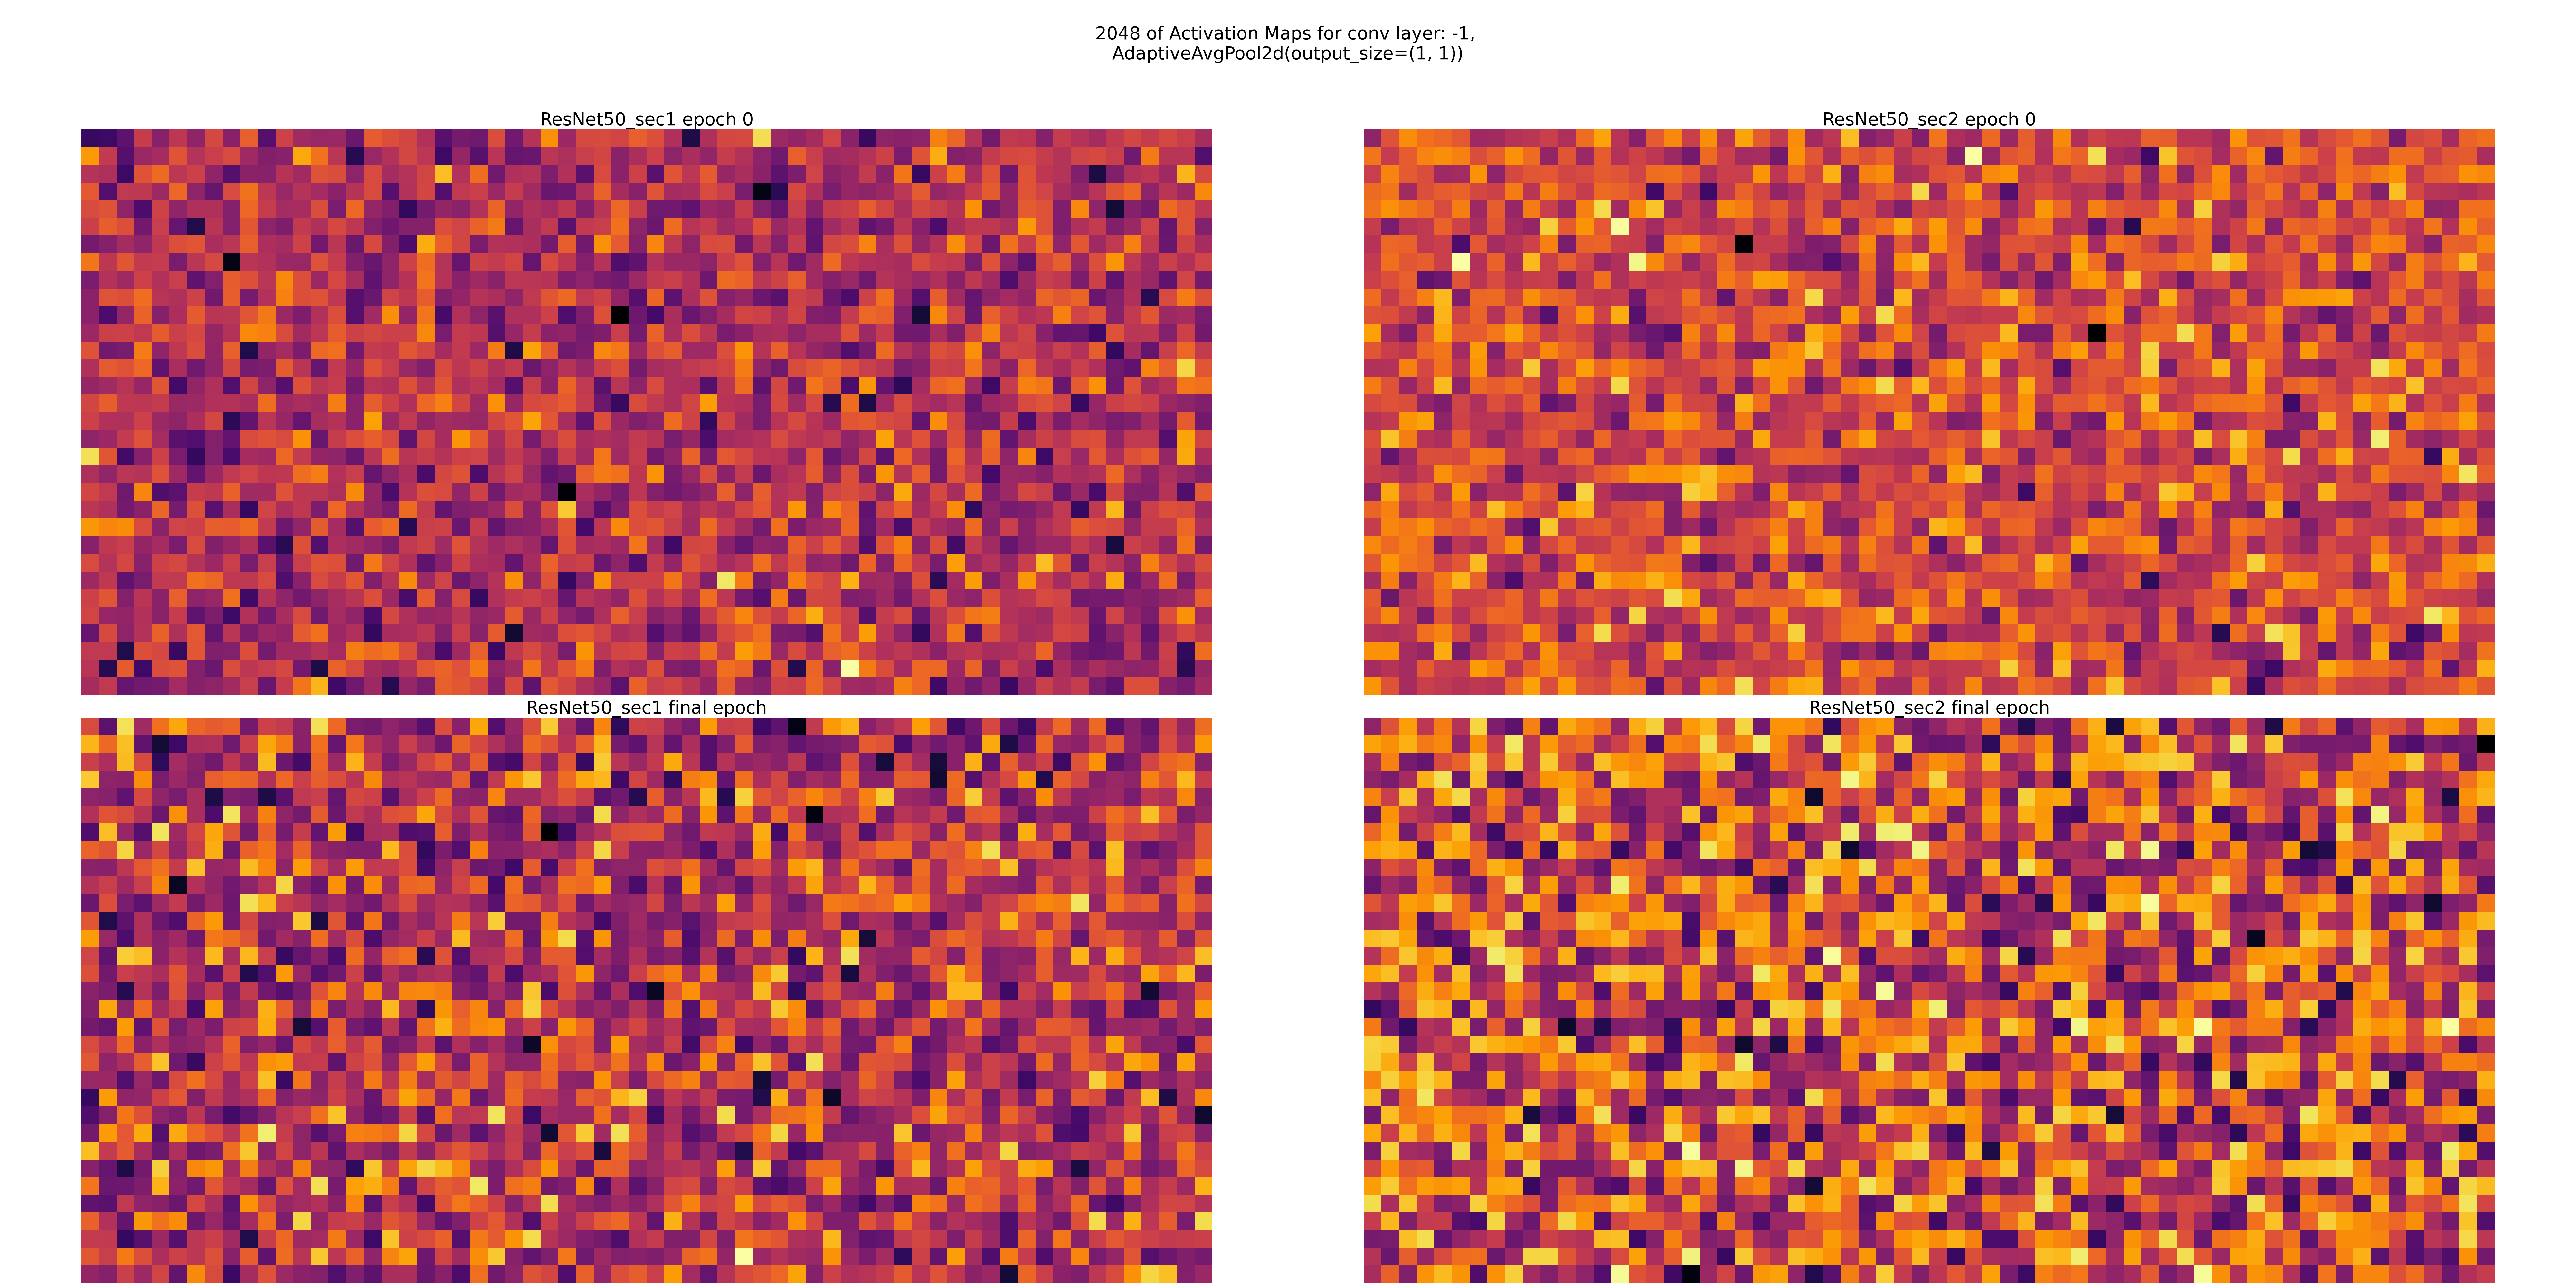 2048 of Activation Maps for conv layer: -1,
AdaptiveAvgPool2d(output_size=(1, 1))
ResNet50_sec1 epoch 0
ResNet50_sec2 epoch 0
ResNet50_sec1 final epoch
ResNet50_sec2 final epoch